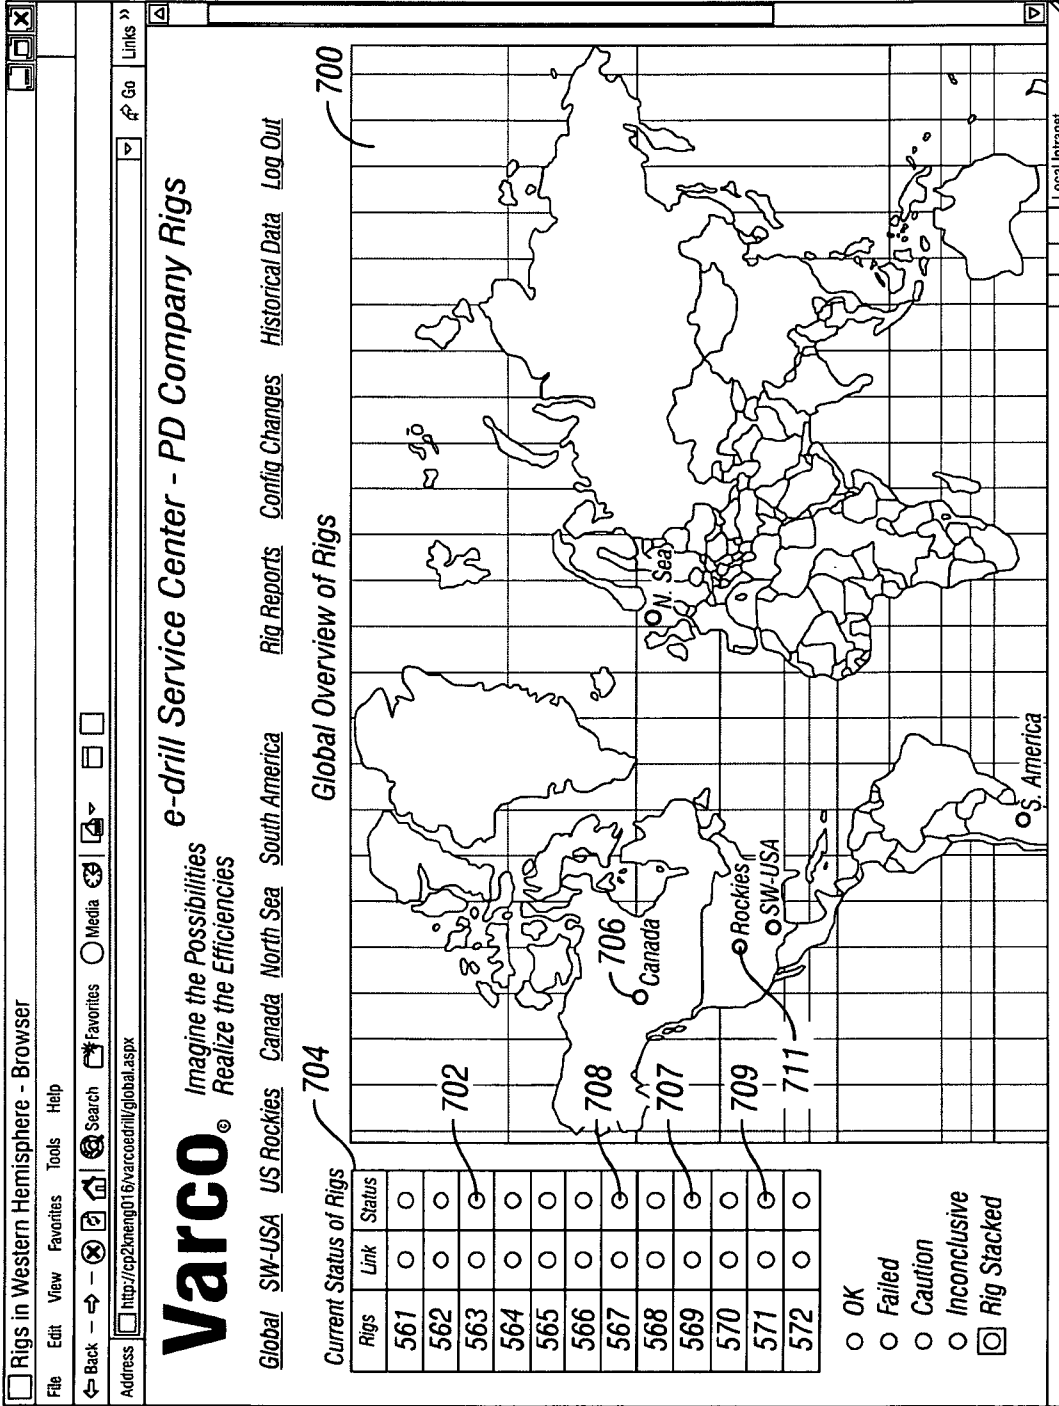 Rigs in Western Hemisphere - Browser
File Edit View Favorites Tools Help
Back Search Favorites Media
Address http://cp2kneng016/varcoedrill/global.aspx Go Links »
Varco © Imagine the Possibilities
Realize the Efficiencies
e-drill Service Center - PD Company Rigs
Global SW-USA US Rockies Canada North Sea South America Rig Reports Config Changes Historical Data Log Out
Current Status of Rigs
704
Global Overview of Rigs
700
Rigs Link Status
561
562
563
564
565
566
567
568
569
570
571
572
702
708
707
709
711
706
Canada
Rockies
SW-USA
N. Sea
S. America
OK
Failed
Caution
Inconclusive
Rig Stacked
Local Intranet